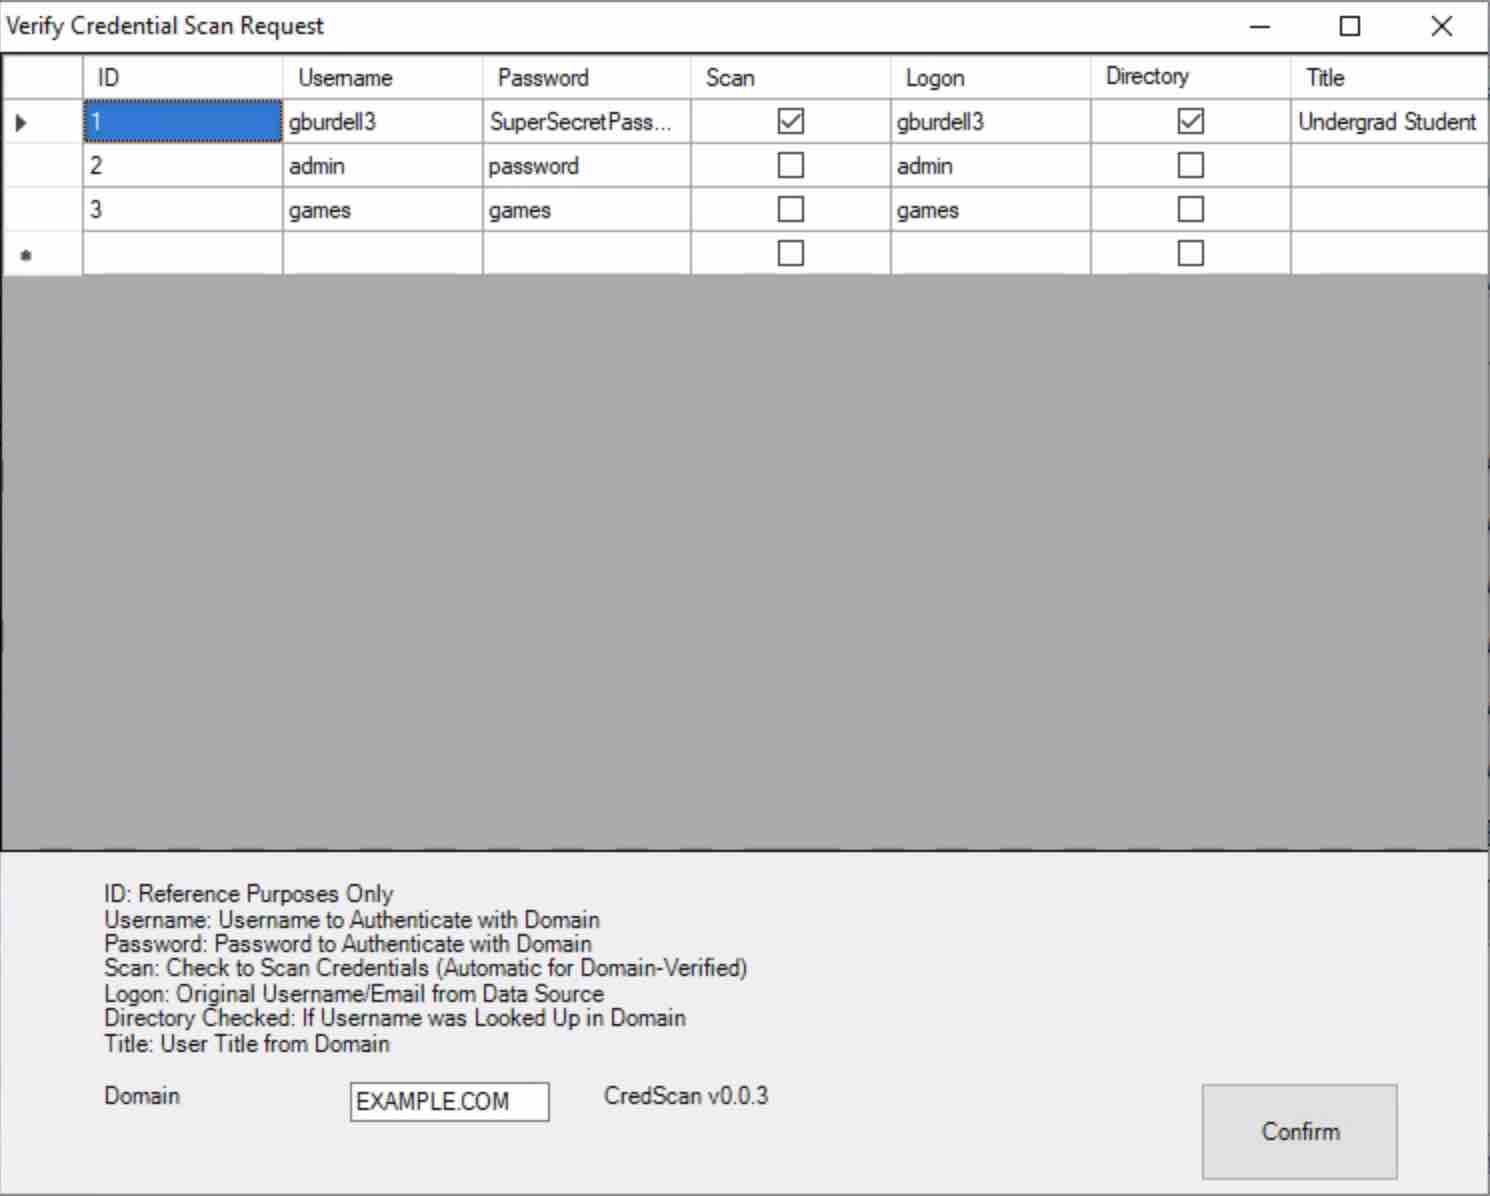 Verify Credential Scan Request
ID Username Password Scan Logon Directory Title
1 gburdell3 SuperSecretPass... gburdell3 Undergrad Student
2 admin password admin
3 games games games
ID: Reference Purposes Only
Username: Username to Authenticate with Domain
Password: Password to Authenticate with Domain
Scan: Check to Scan Credentials (Automatic for Domain-Verified)
Logon: Original Username/Email from Data Source
Directory Checked: If Username was Looked Up in Domain
Title: User Title from Domain
Domain EXAMPLE.COM CredScan v0.0.3
Confirm